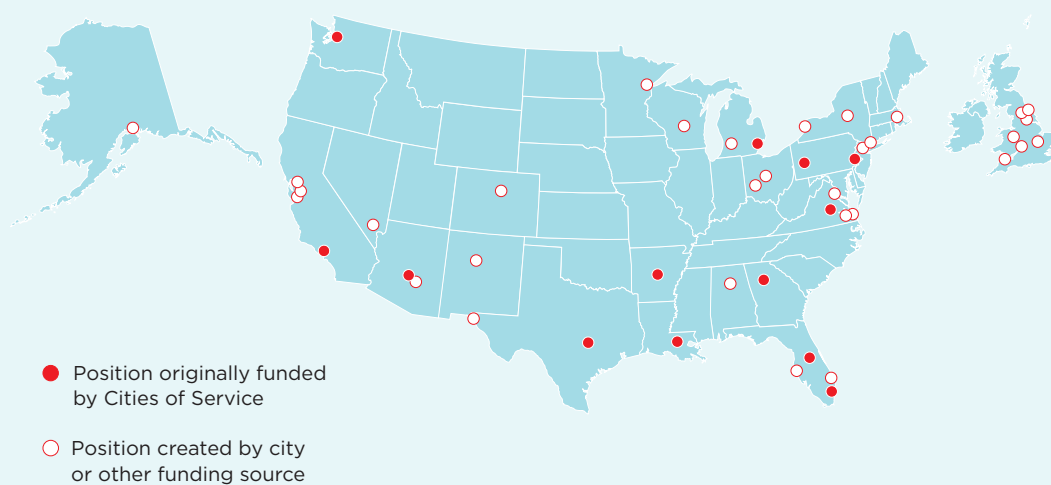 Position originally funded
by Cities of Service
Position created by city
or other funding source